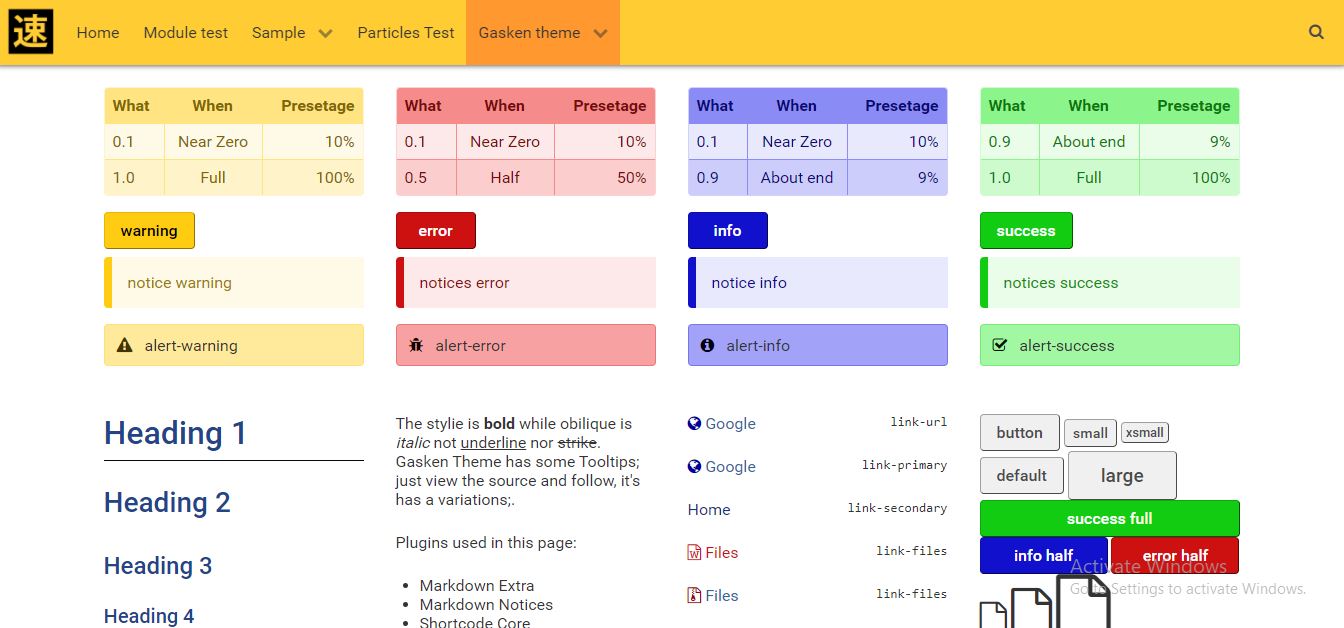 速 Home Module test Sample Particles Test Gasken theme
What When Presetage
0.1 Near Zero 10%
1.0 Full 100%
warning
notice warning
alert-warning
What When Presetage
0.1 Near Zero 10%
0.5 Half 50%
error
notices error
alert-error
What When Presetage
0.1 Near Zero 10%
0.9 About end 9%
info
notice info
alert-info
What When Presetage
0.9 About end 9%
1.0 Full 100%
success
notices success
alert-success
Heading 1
Heading 2
Heading 3
Heading 4
The stylie is bold while oblique is
italic not underline nor strike.
Gasken Theme has some Tooltips;
just view the source and follow, it's
has a variations;.
Plugins used in this page:
• Markdown Extra
• Markdown Notices
• Shortcode Core
Google link-url
Google link-primary
Home link-secondary
Files link-files
Files link-files
button small xsmall
default large
success full
info half error half
Activate Windows
Go to Settings to activate Windows.